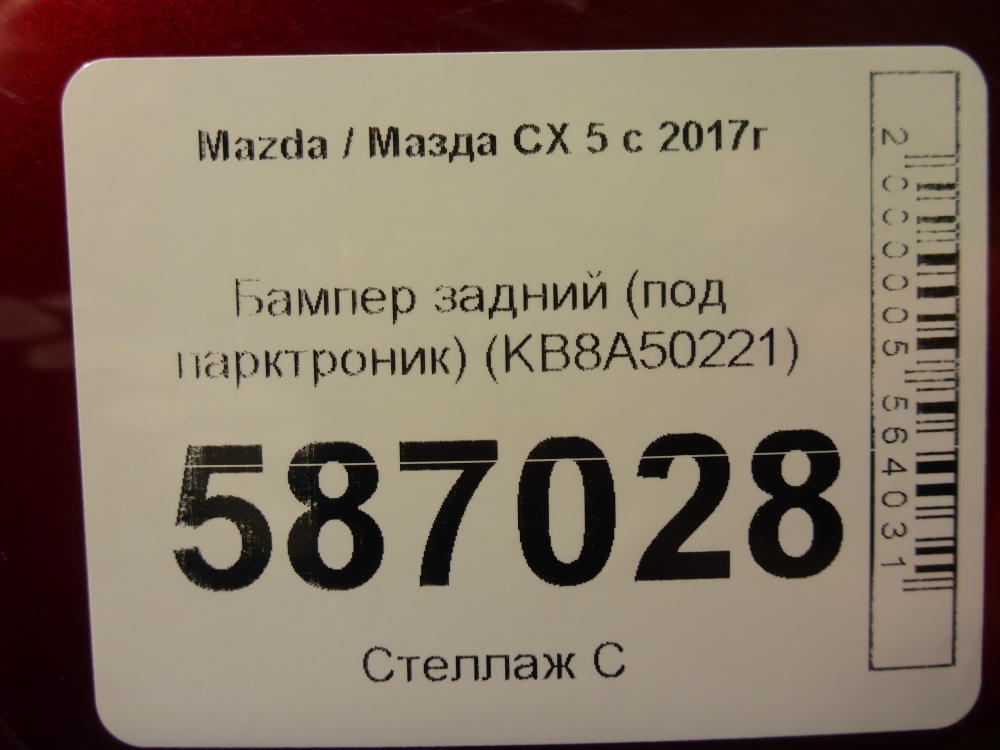 Mazda / Мазда CX 5 с 2017г
Бампер задний (под
парктроник) (KB8A50221)
587028
Стеллаж С
2000005564031